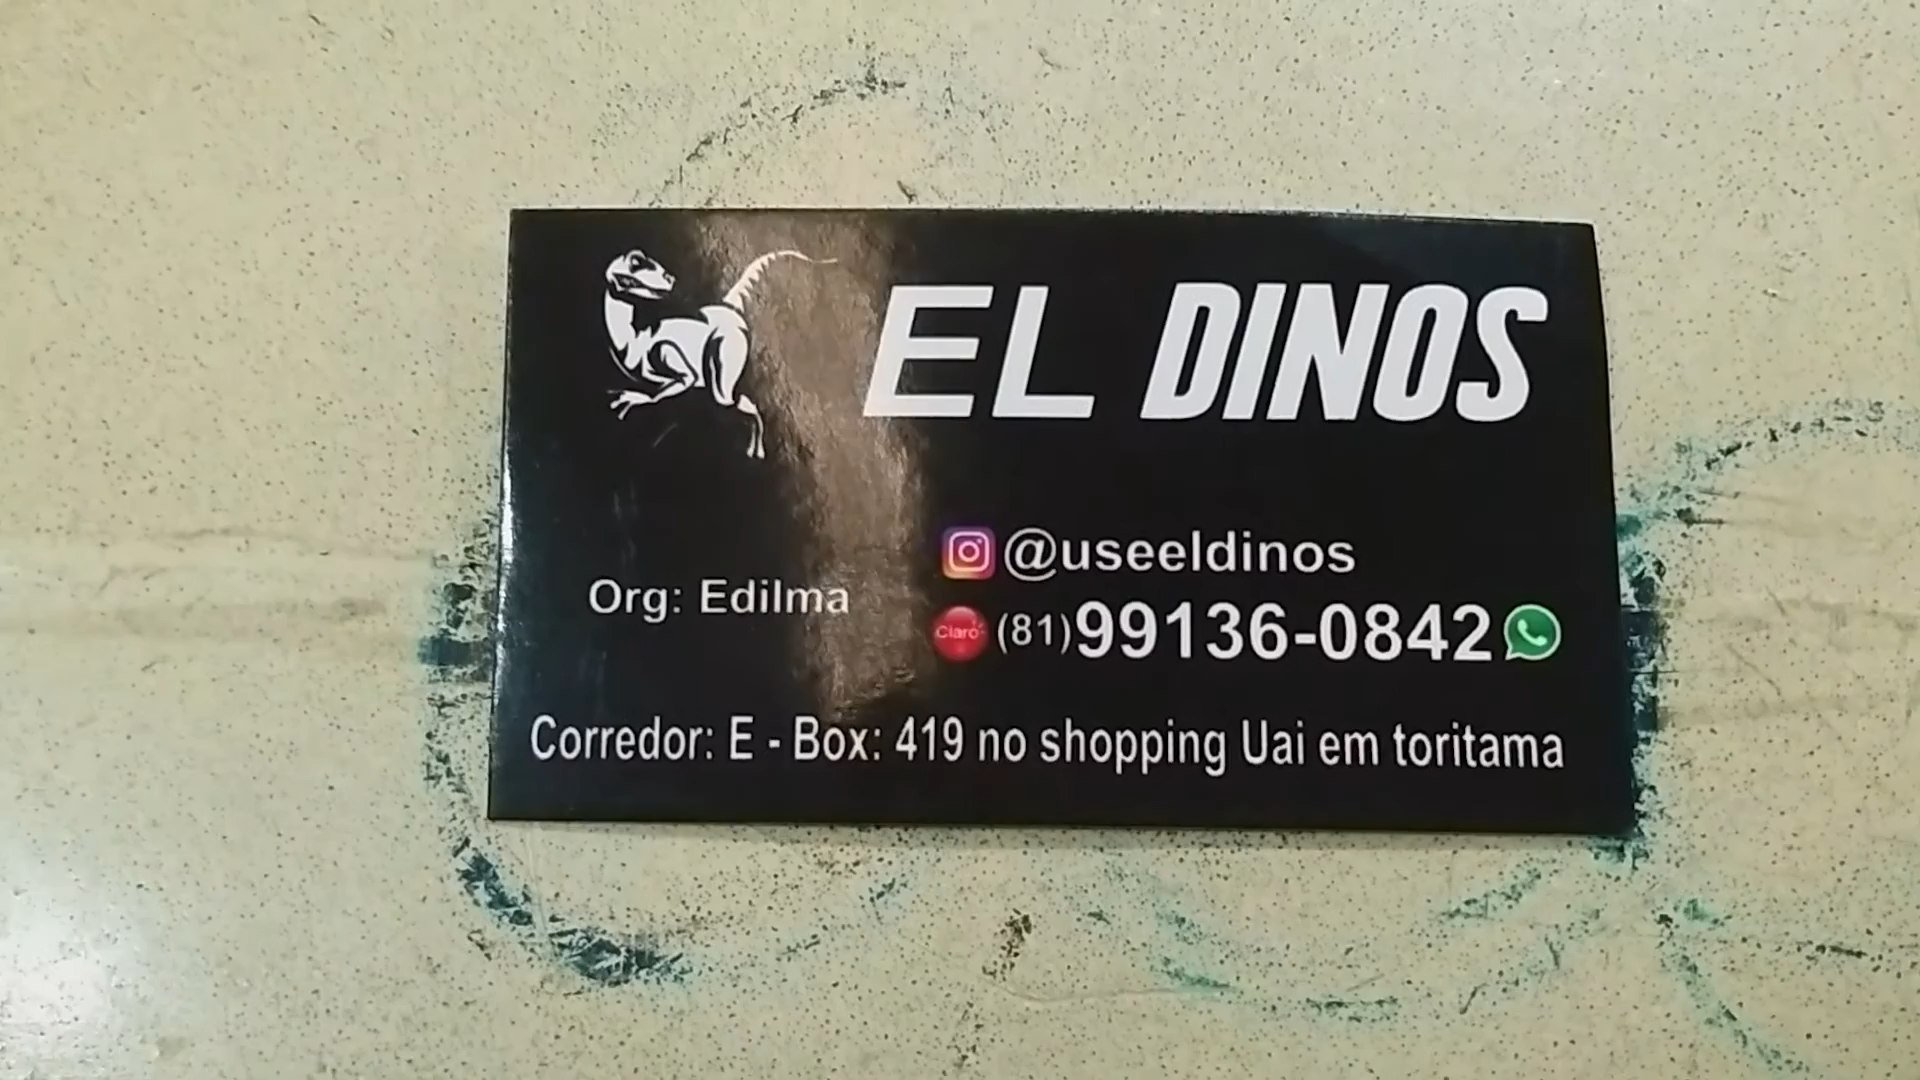 EL DINOS
@useeldinos
Org: Edilma
Claro (81)99136-0842
Corredor: E - Box: 419 no shopping Uai em toritama